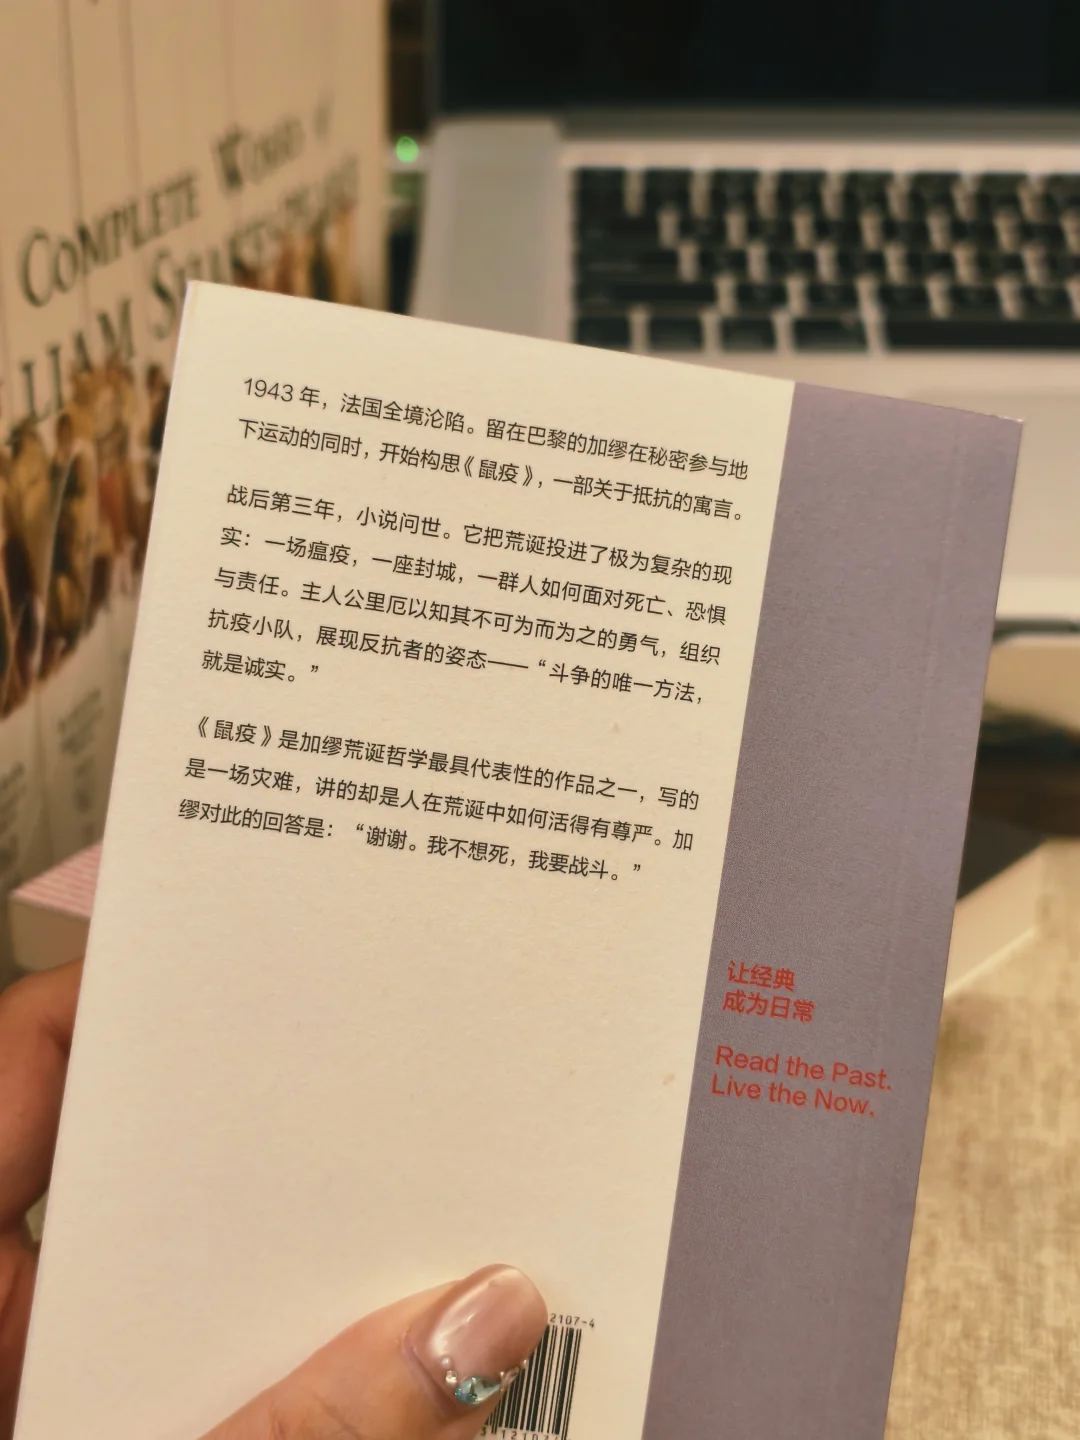 COMPLETE WORKS of
LLIAM SHAKESPEARE
1943 年，法国全境沦陷。留在巴黎的加缪在秘密参与地
下运动的同时，开始构思《鼠疫》，一部关于抵抗的寓言。
战后第三年，小说问世。它把荒诞投进了极为复杂的现
实：一场瘟疫，一座封城，一群人如何面对死亡、恐惧
与责任。主人公里厄以知其不可为而为之的勇气，组织
抗疫小队，展现反抗者的姿态——“斗争的唯一方法，
就是诚实。”
《鼠疫》是加缪荒诞哲学最具代表性的作品之一，写的
是一场灾难，讲的却是人在荒诞中如何活得有尊严。加
缪对此的回答是：“谢谢。我不想死，我要战斗。”
让经典
成为日常
Read the Past.
Live the Now.
2107-4